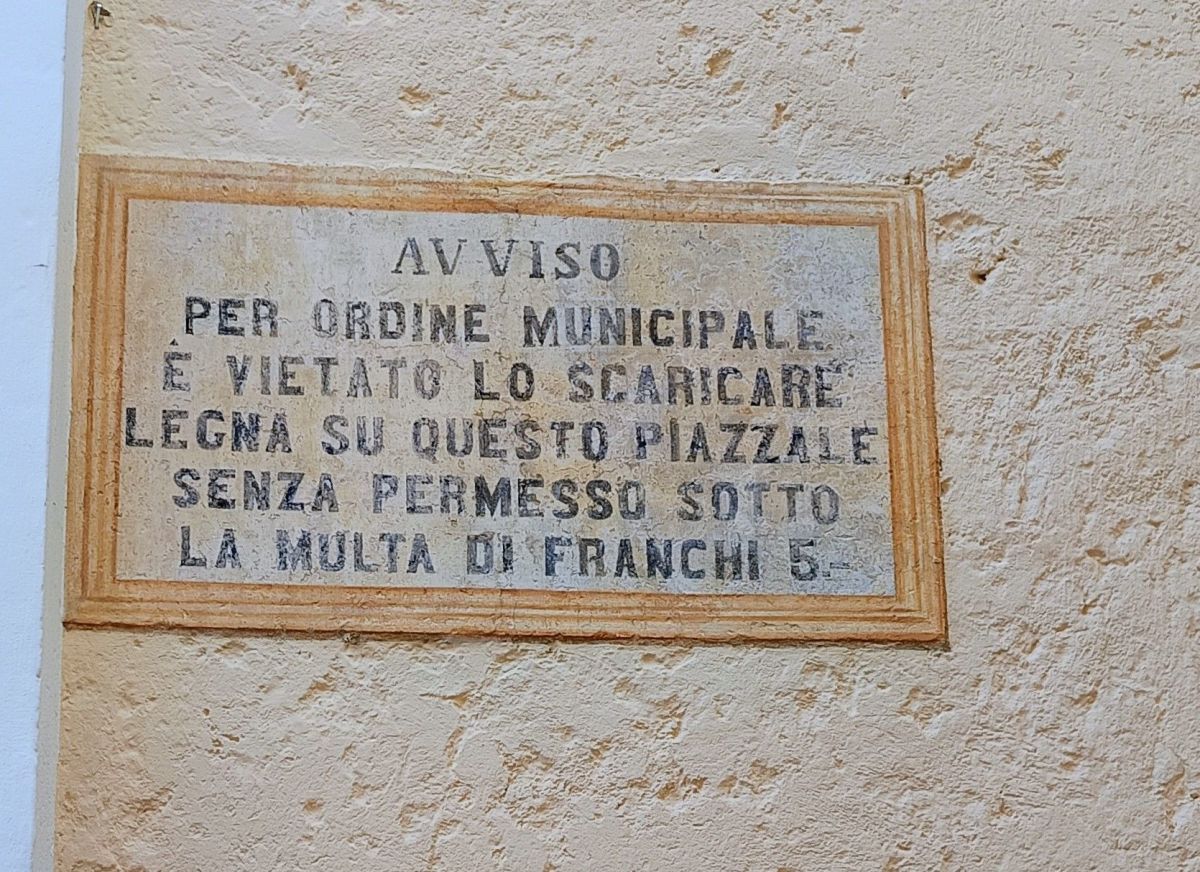 AVVISO
PER ORDINE MUNICIPALE
È VIETATO LO SCARICARE
LEGNA SU QUESTO PIAZZALE
SENZA PERMESSO SOTTO
LA MULTA DI FRANCHI 5.-